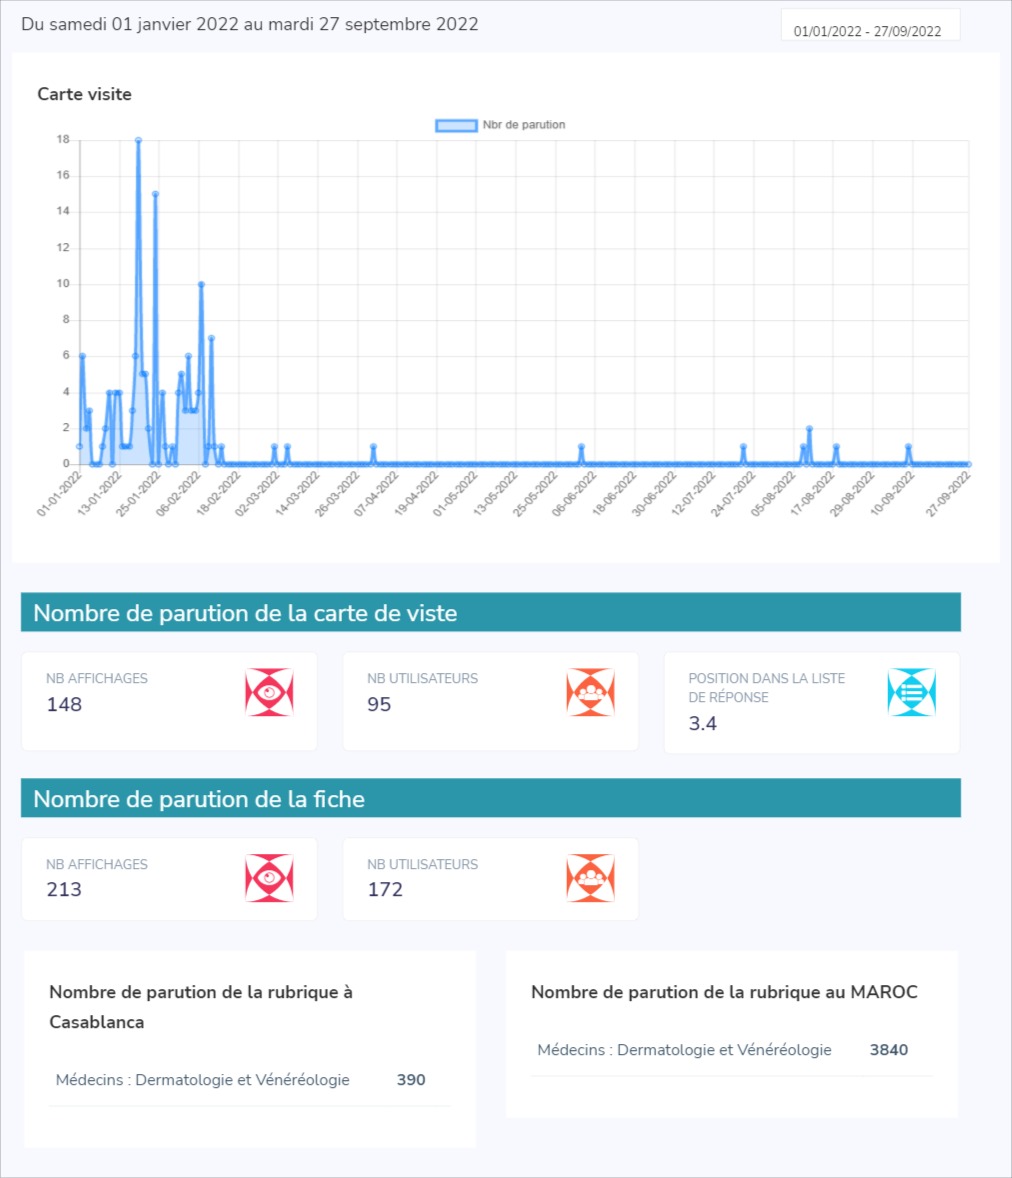 Du samedi 01 janvier 2022 au mardi 27 septembre 2022
01/01/2022 - 27/09/2022
Carte visite
Nbr de parution
18
16
14
12
10
8
6
4
2
0
01-01-2022
13-01-2022
25-01-2022
06-02-2022
18-02-2022
02-03-2022
14-03-2022
26-03-2022
07-04-2022
19-04-2022
01-05-2022
13-05-2022
25-05-2022
06-06-2022
18-06-2022
30-06-2022
12-07-2022
24-07-2022
05-08-2022
17-08-2022
29-08-2022
10-09-2022
27-09-2022
Nombre de parution de la carte de viste
NB AFFICHAGES
148
NB UTILISATEURS
95
POSITION DANS LA LISTE
DE RÉPONSE
3.4
Nombre de parution de la fiche
NB AFFICHAGES
213
NB UTILISATEURS
172
Nombre de parution de la rubrique à
Casablanca
Médecins : Dermatologie et Vénéréologie 390
Nombre de parution de la rubrique au MAROC
Médecins : Dermatologie et Vénéréologie 3840